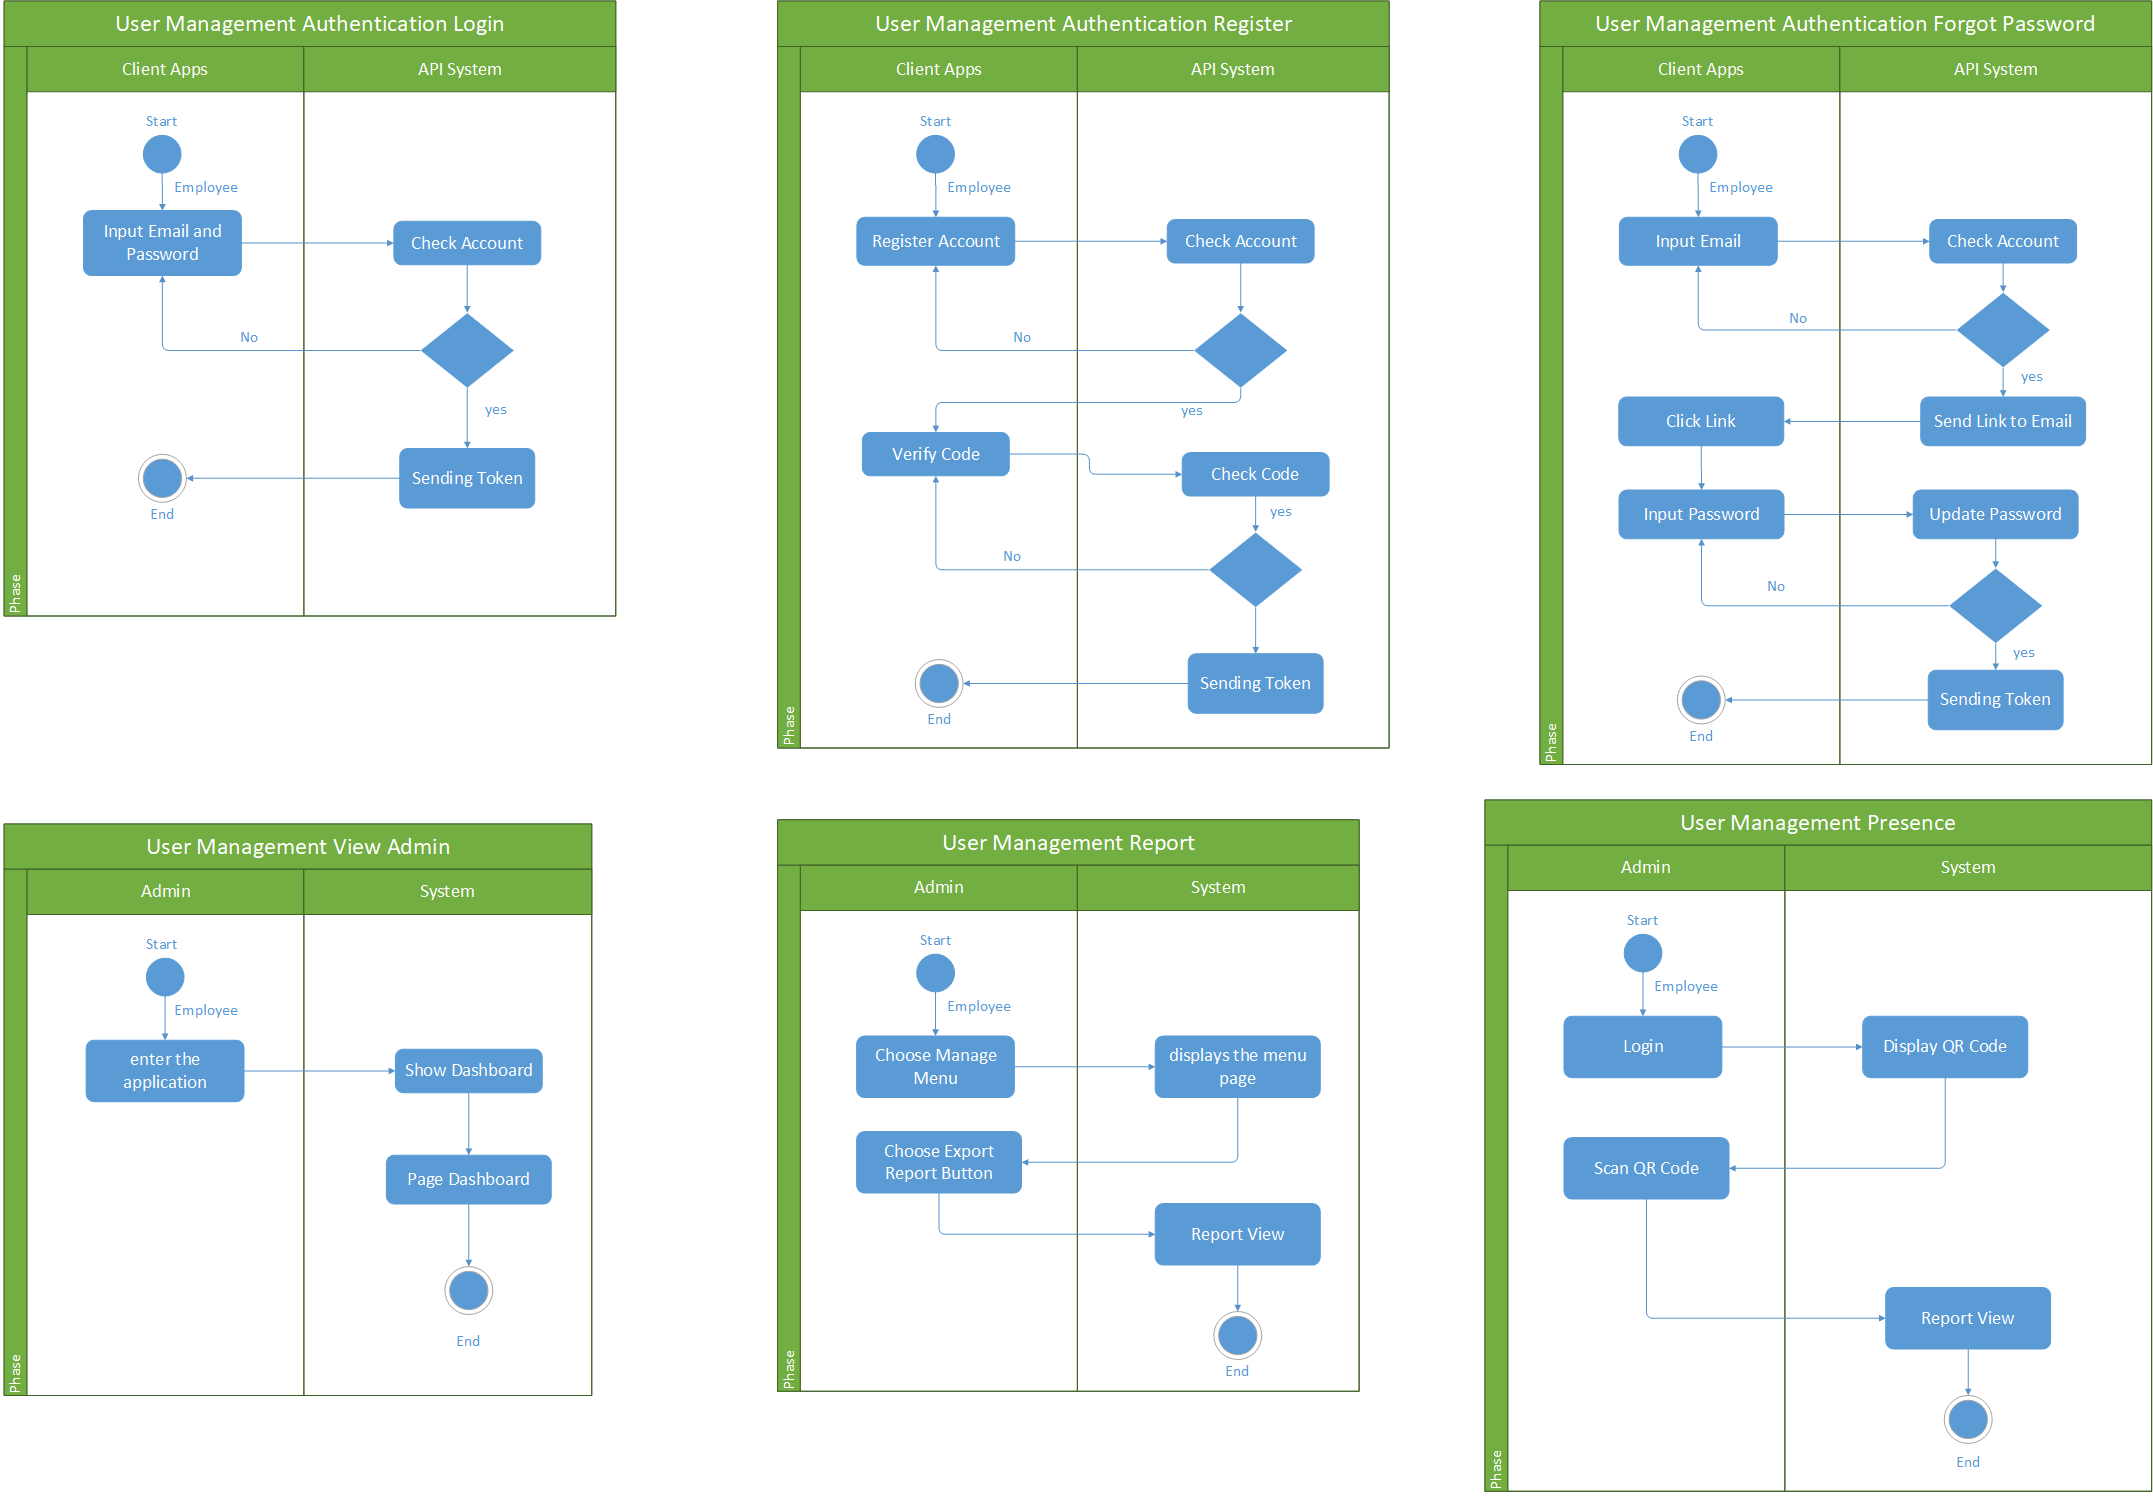 User Management Authentication Login
Client Apps
API System
Start
Employee
Input Email and
Password
Check Account
No
yes
Sending Token
End
Phase
User Management Authentication Register
Client Apps
API System
Start
Employee
Register Account
Check Account
No
yes
Verify Code
Check Code
yes
No
Sending Token
End
Phase
User Management Authentication Forgot Password
Client Apps
API System
Start
Employee
Input Email
Check Account
No
yes
Click Link
Send Link to Email
Input Password
Update Password
No
yes
Sending Token
End
Phase
User Management View Admin
Admin
System
Start
Employee
enter the
application
Show Dashboard
Page Dashboard
End
Phase
User Management Report
Admin
System
Start
Employee
Choose Manage
Menu
displays the menu
page
Choose Export
Report Button
Report View
End
Phase
User Management Presence
Admin
System
Start
Employee
Login
Display QR Code
Scan QR Code
Report View
End
Phase